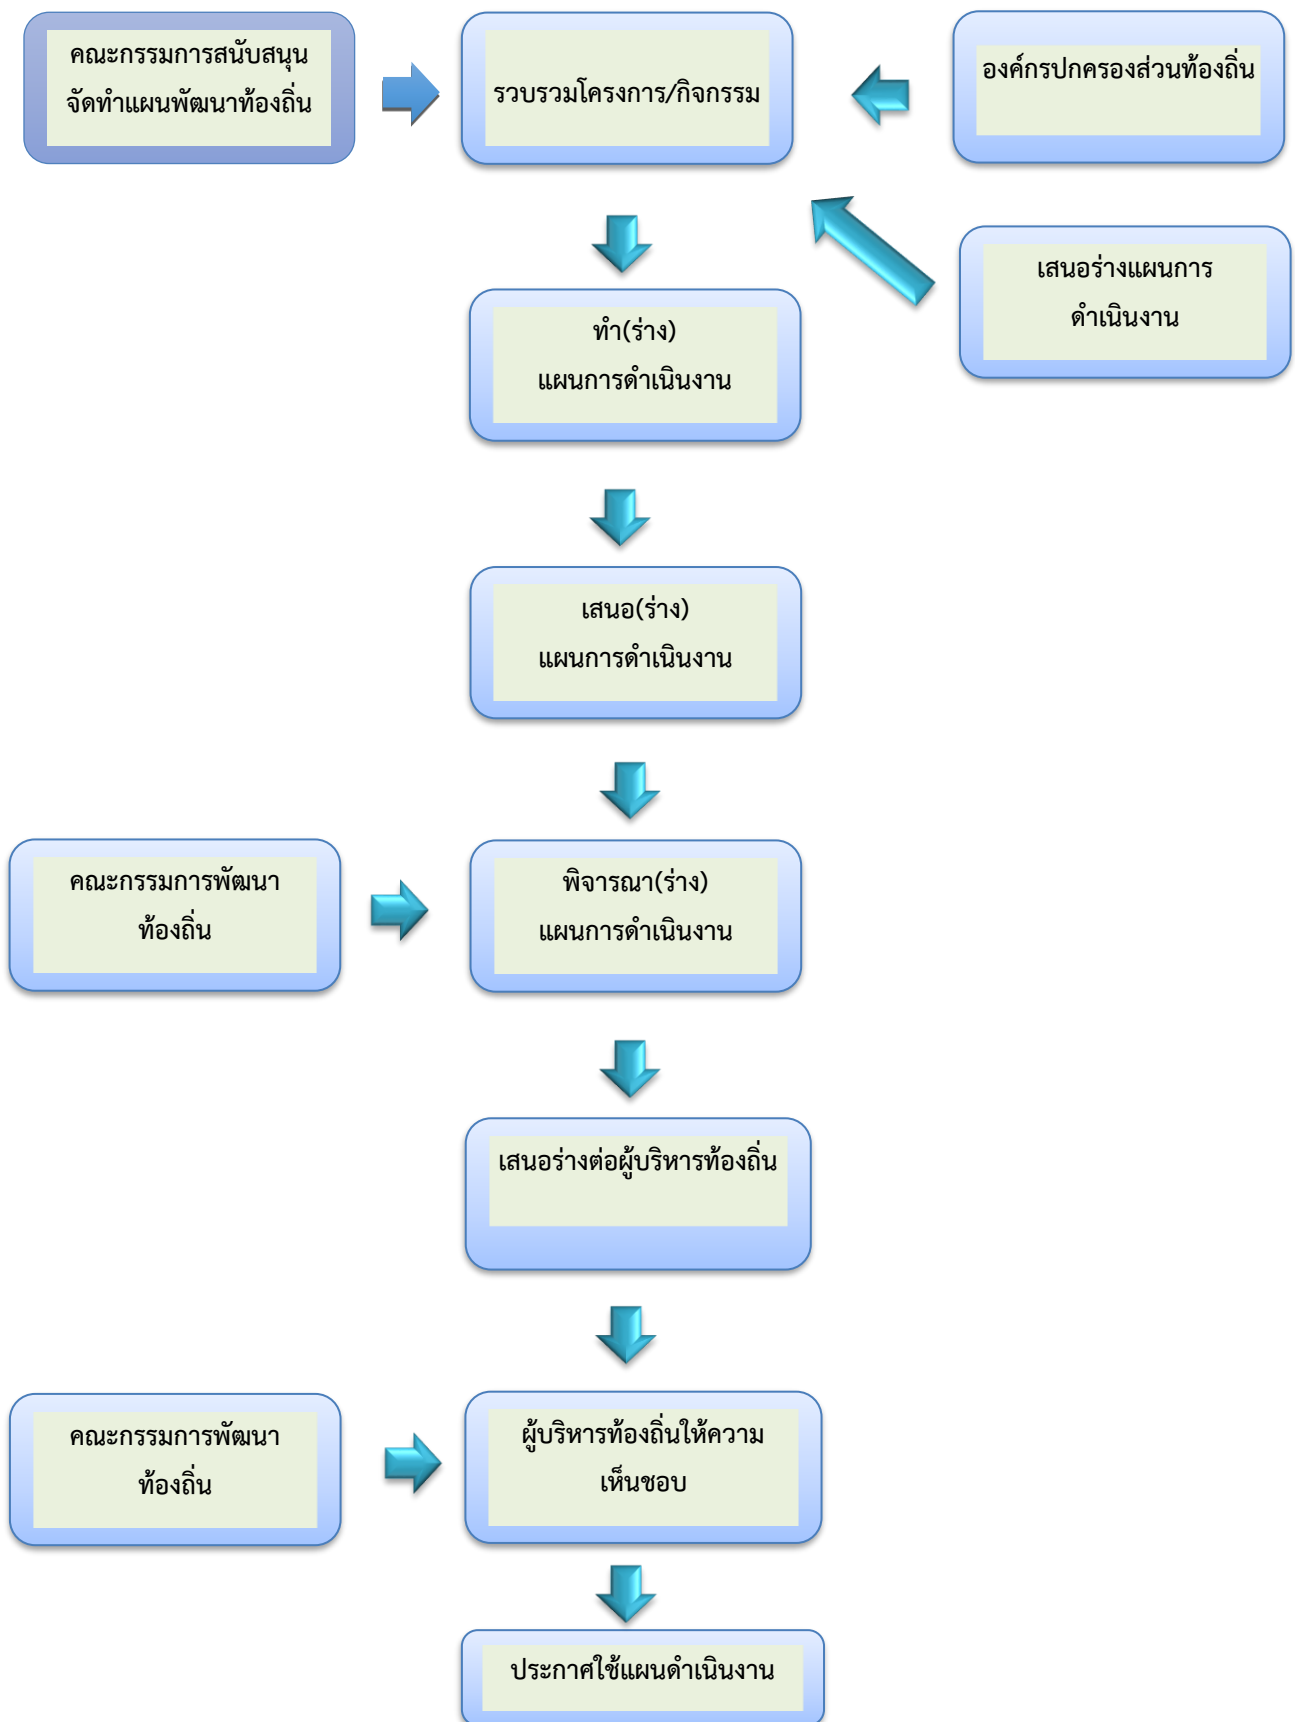 คณะกรรมการสนับสนุน
จัดทำแผนพัฒนาท้องถิ่น
รวบรวมโครงการ/กิจกรรม
องค์กรปกครองส่วนท้องถิ่น
เสนอร่างแผนการ
ดำเนินงาน
ทำ(ร่าง)
แผนการดำเนินงาน
เสนอ(ร่าง)
แผนการดำเนินงาน
คณะกรรมการพัฒนา
ท้องถิ่น
พิจารณา(ร่าง)
แผนการดำเนินงาน
เสนอร่างต่อผู้บริหารท้องถิ่น
คณะกรรมการพัฒนา
ท้องถิ่น
ผู้บริหารท้องถิ่นให้ความ
เห็นชอบ
ประกาศใช้แผนดำเนินงาน